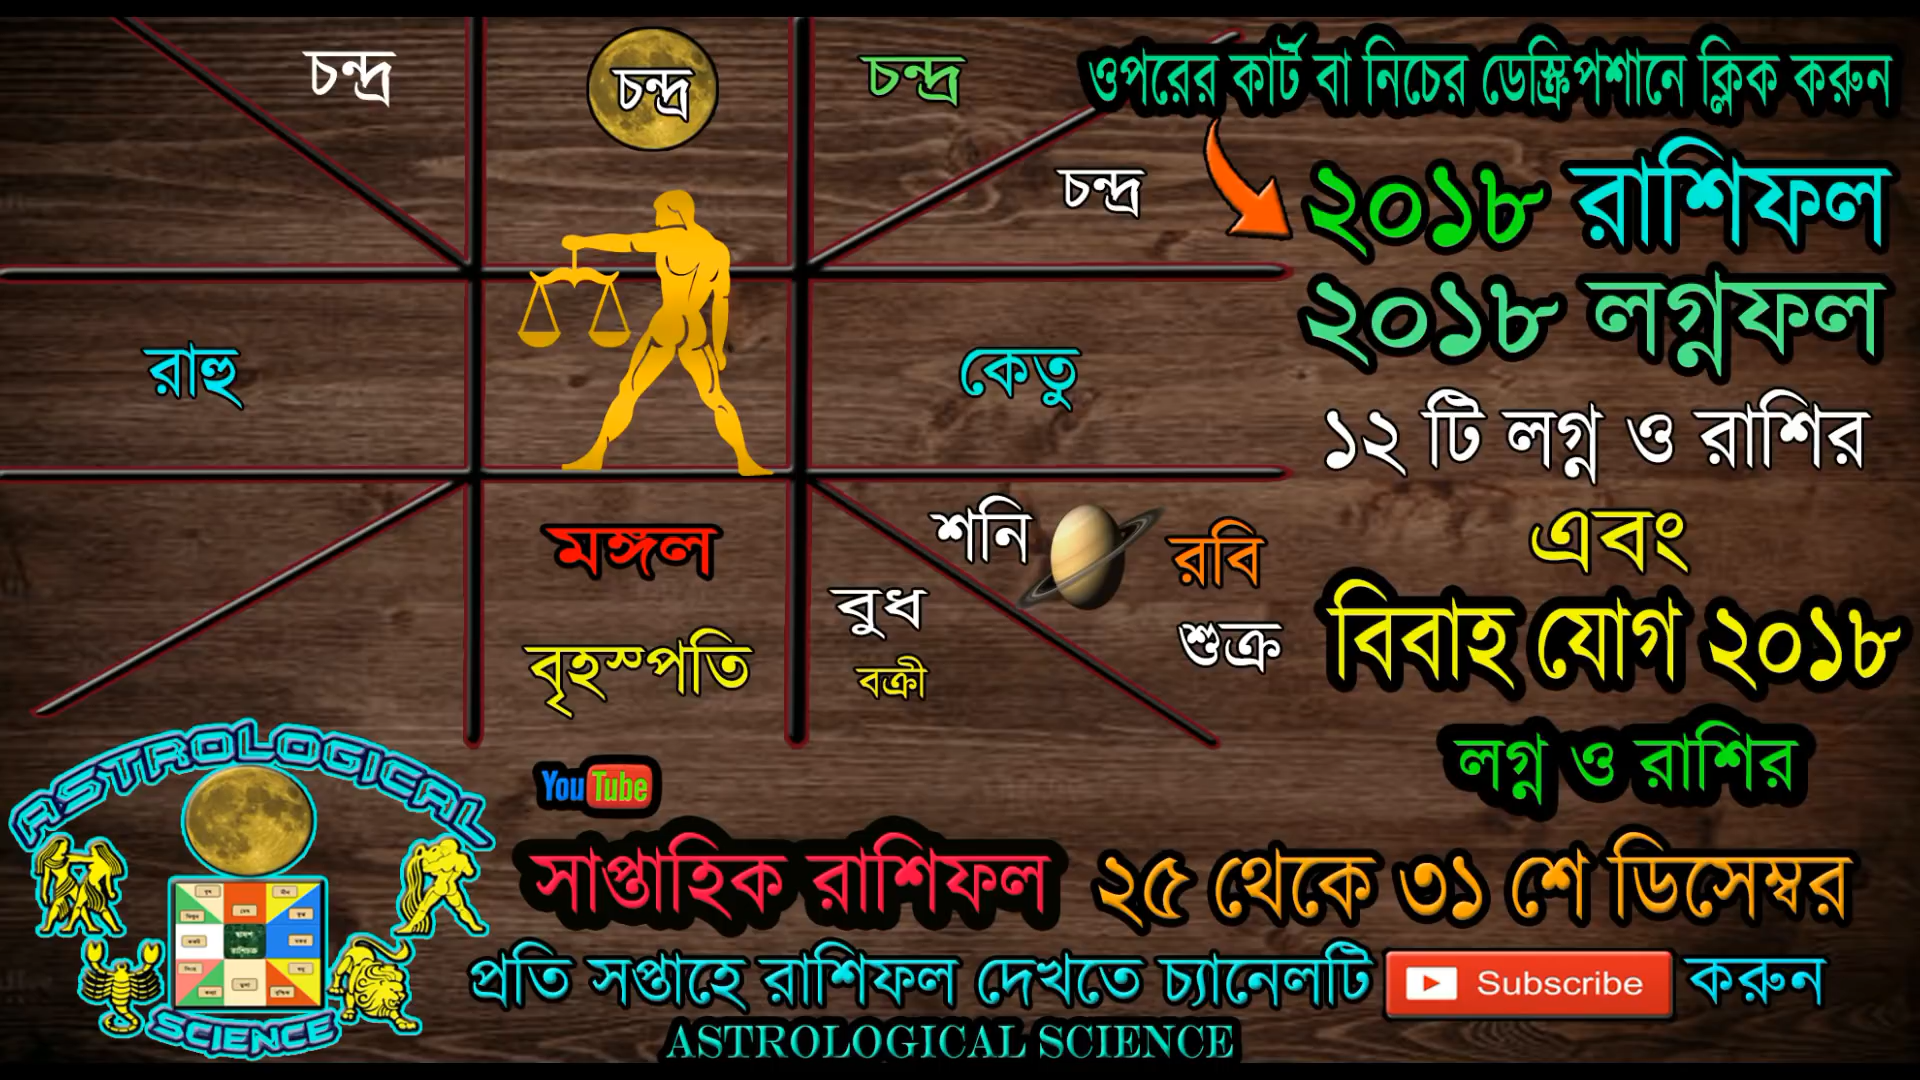 চন্দ্র
চন্দ্র
চন্দ্র
চন্দ্র
ওপরের কার্ট বা নিচের ডেস্ক্রিপশানে ক্লিক করুন
২০১৮ রাশিফল
২০১৮ লগ্নফল
রাহু
কেতু
১২ টি লগ্ন ও রাশির
এবং
বিবাহ যোগ ২০১৮
লগ্ন ও রাশির
মঙ্গল
বৃহস্পতি
শনি
রবি
বুধ
বক্রী
শুক্র
ASTROLOGICAL
SCIENCE
YouTube
সাপ্তাহিক রাশিফল ২৫ থেকে ৩১ শে ডিসেম্বর
প্রতি সপ্তাহে রাশিফল দেখতে চ্যানেলটি Subscribe করুন
ASTROLOGICAL SCIENCE